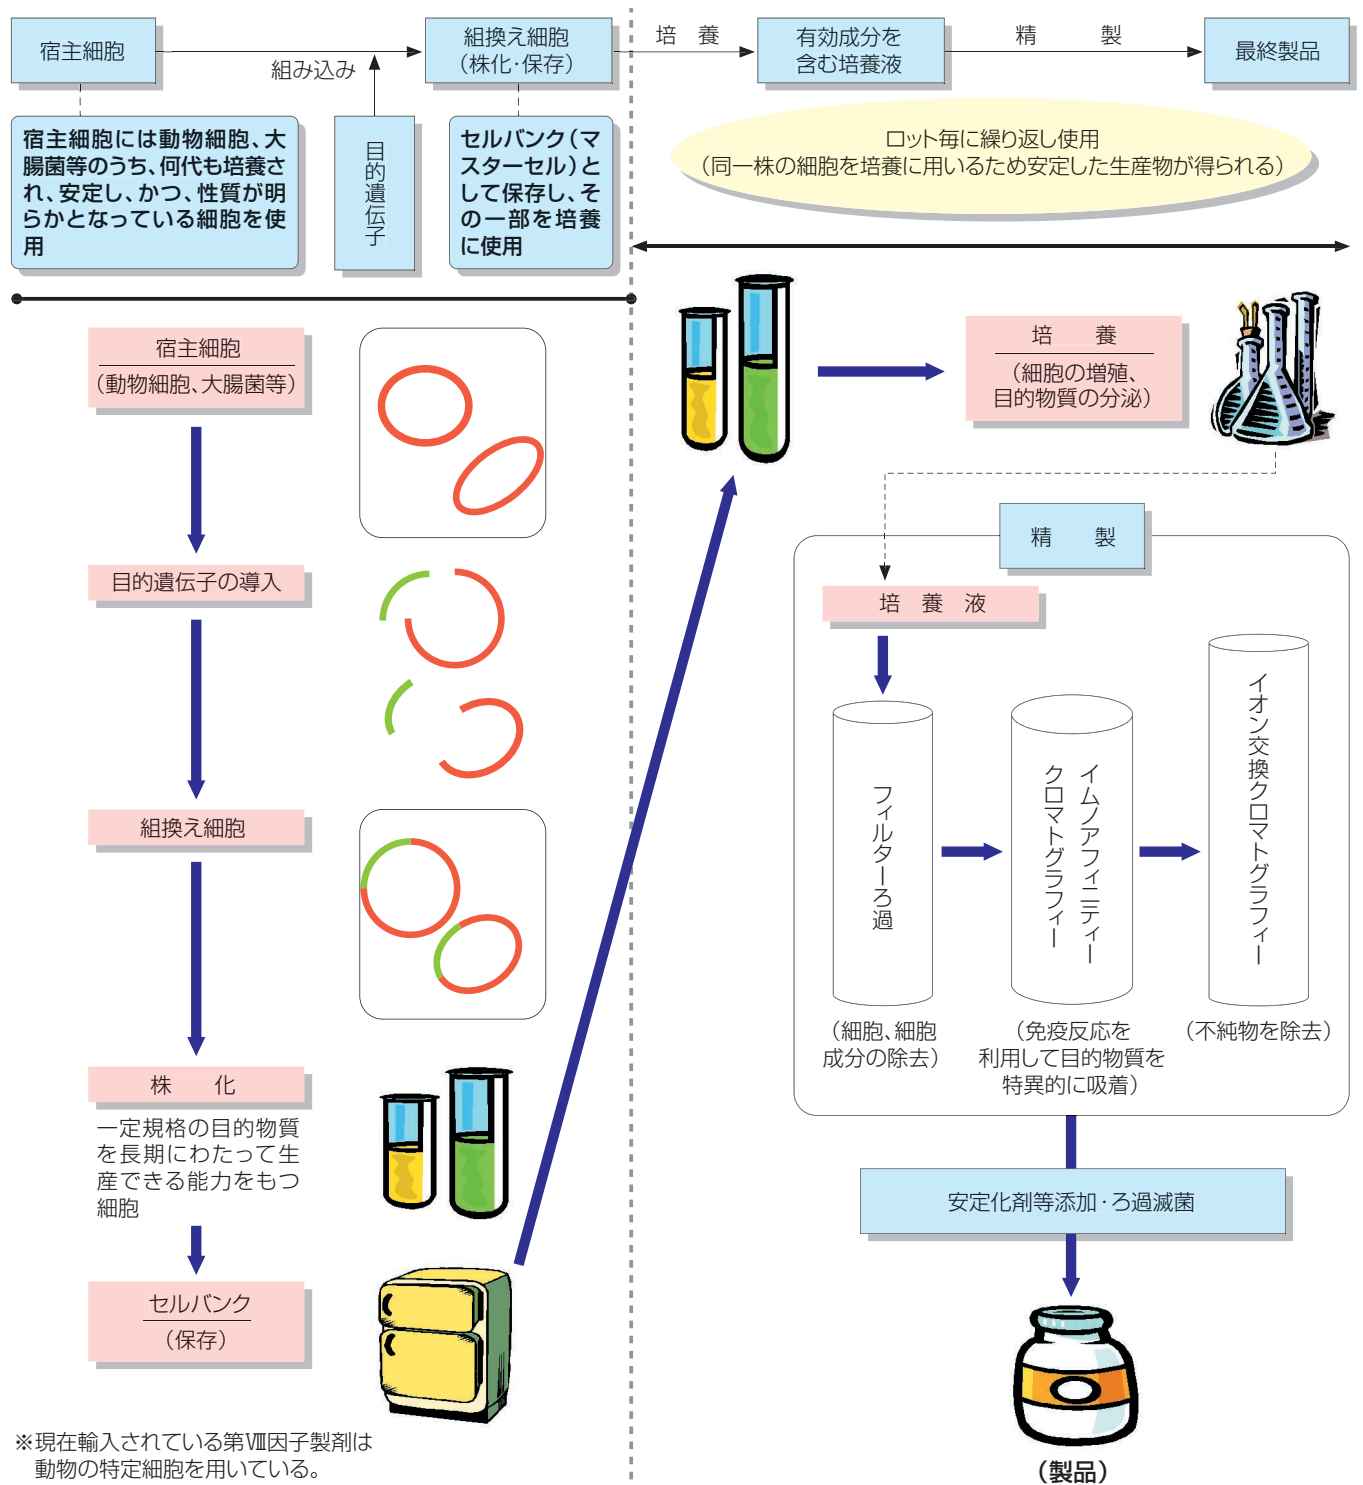 宿主細胞
組み込み
目的遺伝子
組換え細胞
（株化・保存）
培　養
有効成分を
含む培養液
精　製
最終製品
宿主細胞には動物細胞、大
腸菌等のうち、何代も培養さ
れ、安定し、かつ、性質が明
らかとなっている細胞を使
用
セルバンク（マ
スターセル）と
して保存し、そ
の一部を培養
に使用
ロット毎に繰り返し使用
（同一株の細胞を培養に用いるため安定した生産物が得られる）
宿主細胞
（動物細胞、大腸菌等）
目的遺伝子の導入
組換え細胞
株　化
一定規格の目的物質
を長期にわたって生
産できる能力をもつ
細胞
セルバンク
（保存）
※現在輸入されている第Ⅷ因子製剤は
動物の特定細胞を用いている。
培　養
（細胞の増殖、
目的物質の分泌）
精　製
培　養　液
フィルターろ過
（細胞、細胞
成分の除去）
イムノアフィニティー
クロマトグラフィー
（免疫反応を
利用して目的物質を
特異的に吸着）
イオン交換クロマトグラフィー
（不純物を除去）
安定化剤等添加・ろ過滅菌
（製品）